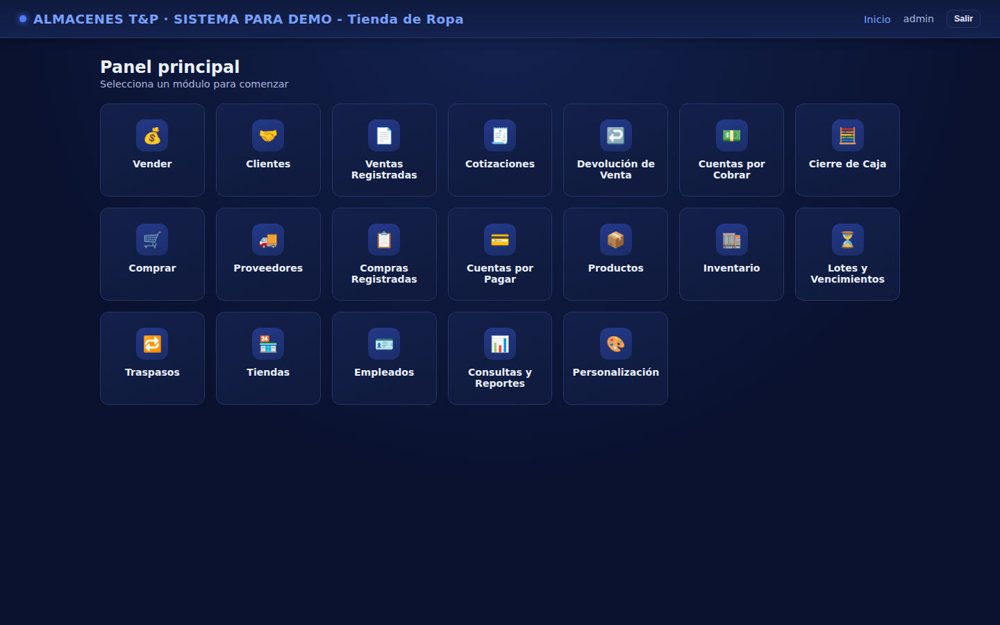 ALMACENES T&P · SISTEMA PARA DEMO - Tienda de Ropa
Inicio
admin
Salir
Panel principal
Selecciona un módulo para comenzar
Vender
Clientes
Ventas
Registradas
Cotizaciones
Devolución de
Venta
Cuentas por
Cobrar
Cierre de Caja
Comprar
Proveedores
Compras
Registradas
Cuentas por
Pagar
Productos
Inventario
Lotes y
Vencimientos
Traspasos
Tiendas
Empleados
Consultas y
Reportes
Personalización